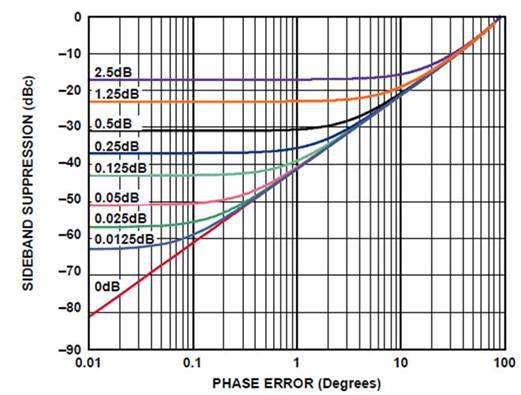 0
−10
−20
−30
−40
−50
−60
−70
−80
−90
2.5dB
1.25dB
0.5dB
0.25dB
0.125dB
0.05dB
0.025dB
0.0125dB
0dB
SIDEBAND SUPPRESSION (dBc)
0.01
0.1
1
10
100
PHASE ERROR (Degrees)